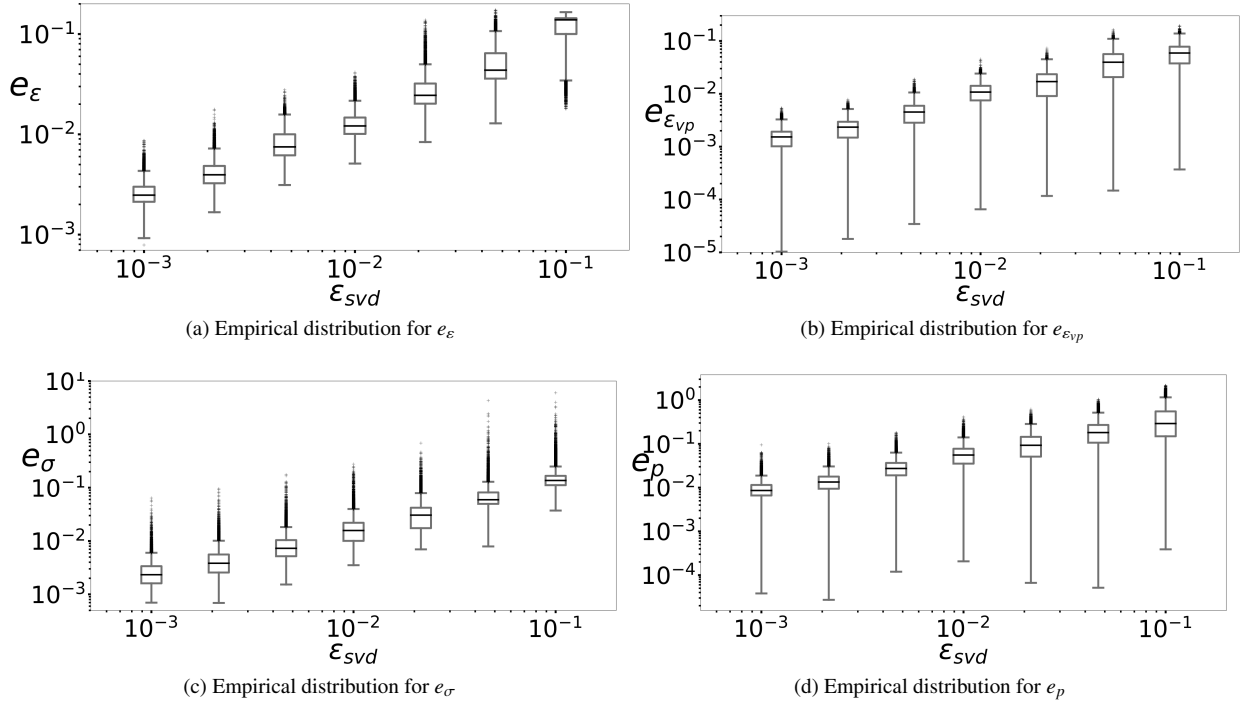 10⁻¹
10⁻²
10⁻³
e_ε
10⁻³ 10⁻² 10⁻¹
ε_svd
(a) Empirical distribution for e_ε
10⁻¹
10⁻²
10⁻³
10⁻⁴
10⁻⁵
e_ε_vp
10⁻³ 10⁻² 10⁻¹
ε_svd
(b) Empirical distribution for e_ε_vp
10¹
10⁰
10⁻¹
10⁻²
10⁻³
e_σ
10⁻³ 10⁻² 10⁻¹
ε_svd
(c) Empirical distribution for e_σ
10⁰
10⁻¹
10⁻²
10⁻³
10⁻⁴
e_p
10⁻³ 10⁻² 10⁻¹
ε_svd
(d) Empirical distribution for e_p